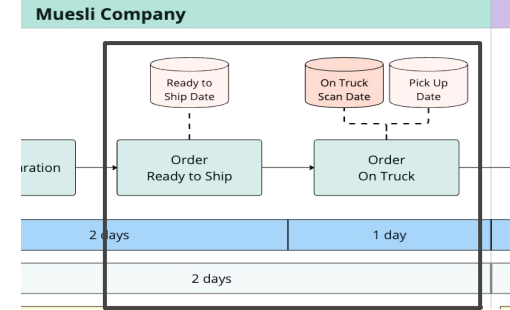 Muesli Company
Ready to
Ship Date
On Truck
Scan Date
Pick Up
Date
aration
Order
Ready to Ship
Order
On Truck
2 days
1 day
2 days